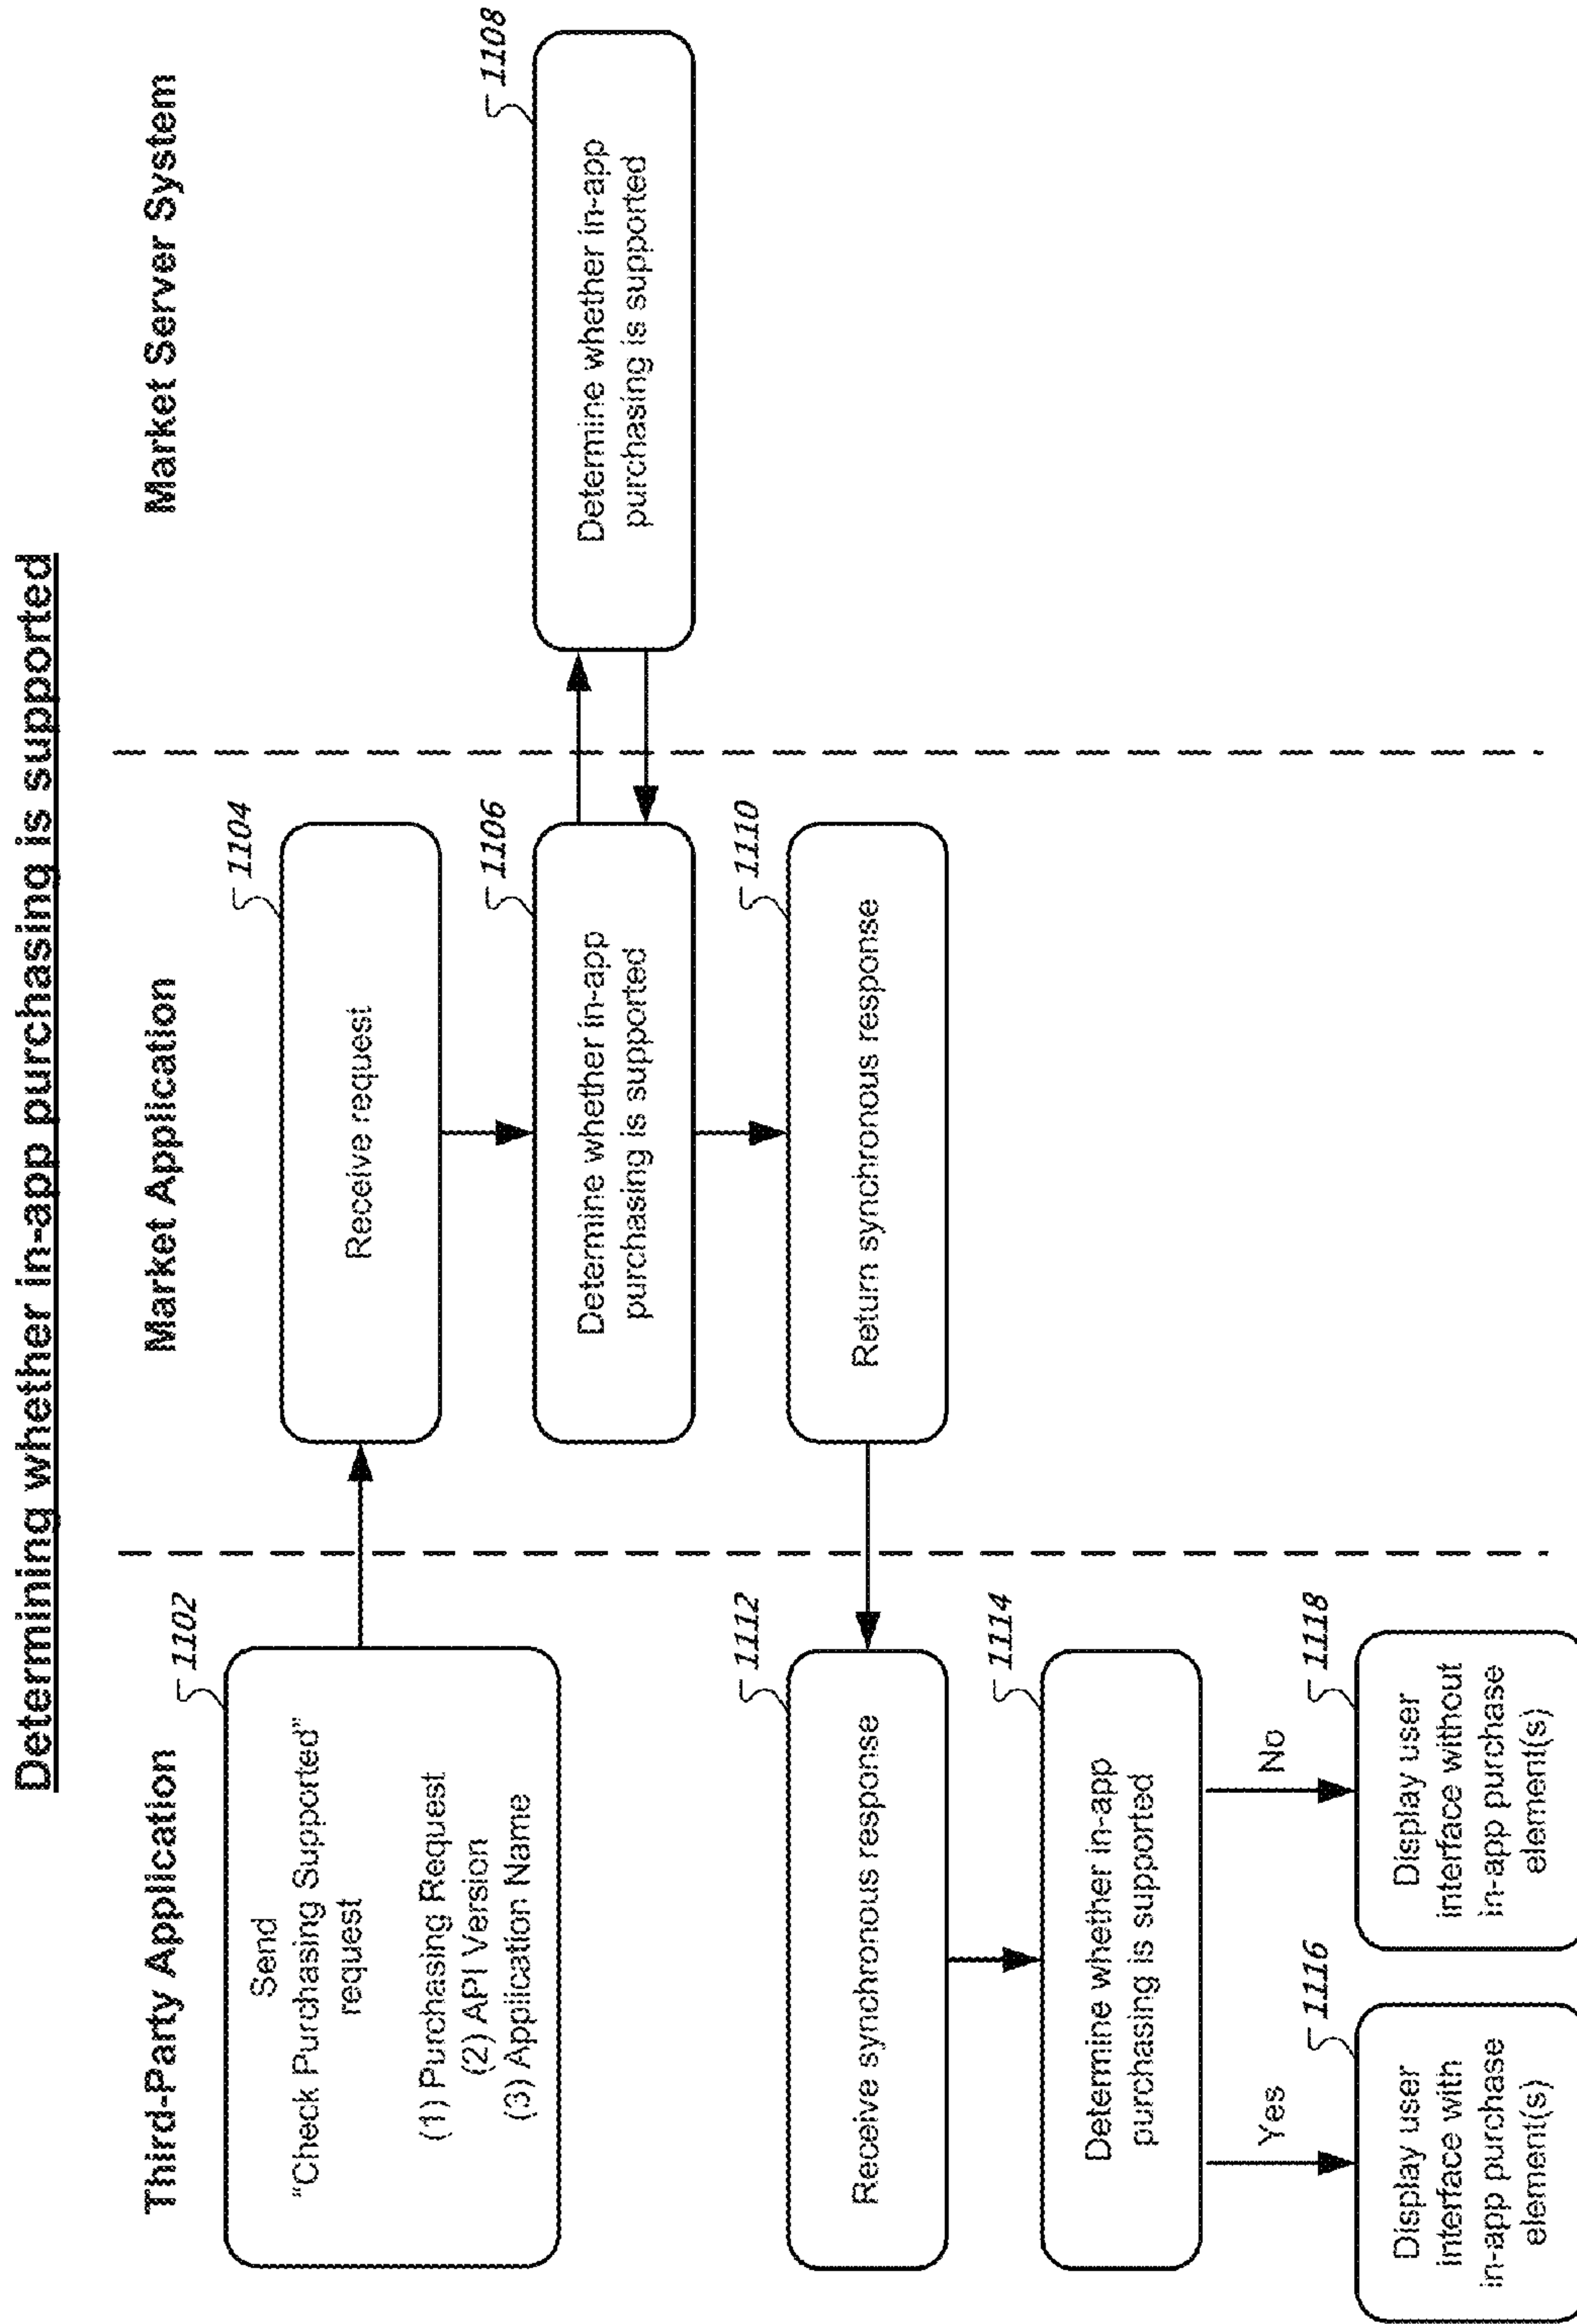 Determining whether in-app purchasing is supported
Third-Party Application
Market Application
Market Server System
1102
Send
“Check Purchasing Supported”
request
(1) Purchasing Request
(2) API Version
(3) Application Name
1104
Receive request
1106
Determine whether in-app
purchasing is supported
1108
Determine whether in-app
purchasing is supported
1110
Return synchronous response
1112
Receive synchronous response
1114
Determine whether in-app
purchasing is supported
Yes
No
1116
Display user
interface with
in-app purchase
element(s)
1118
Display user
interface without
in-app purchase
element(s)